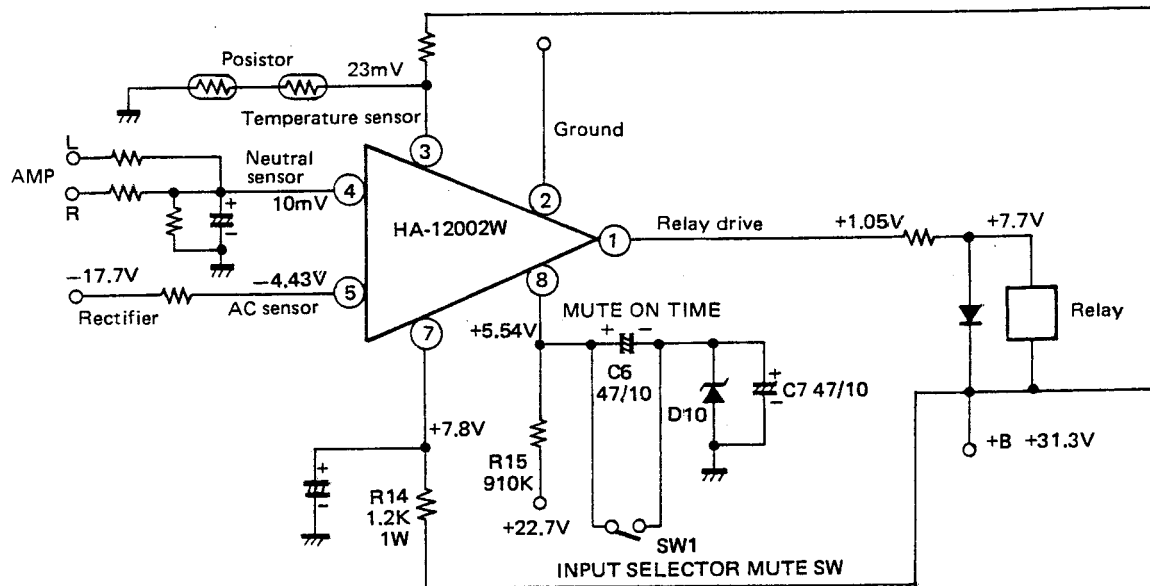 Posistor
23mV
Temperature sensor
Ground
L
AMP
R
Neutral
sensor
10mV
3
4
2
HA-12002W
1
Relay drive
+1.05V
+7.7V
-17.7V
Rectifier
-4.43V
AC sensor
5
8
7
Relay
+5.54V
MUTE ON TIME
+
-
C6
47/10
D10
+
-
C7 47/10
+7.8V
+
-
+
-
R14
1.2K
1W
R15
910K
+22.7V
SW1
INPUT SELECTOR MUTE SW
+B +31.3V